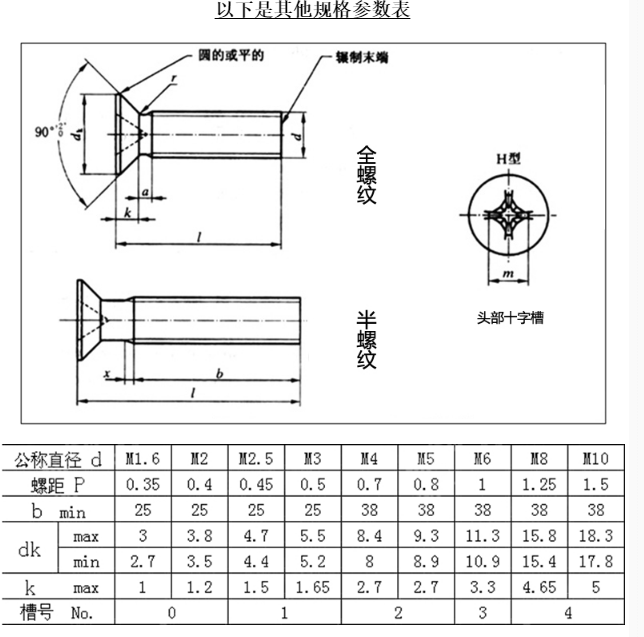 以下是其他规格参数表
圆的或平的
辗制末端
r
90°+2°/0
dk
d
a
k
l
全螺纹
H型
m
头部十字槽
半螺纹
x
b
l
公称直径 d M1.6 M2 M2.5 M3 M4 M5 M6 M8 M10
螺距 P 0.35 0.4 0.45 0.5 0.7 0.8 1 1.25 1.5
b min 25 25 25 25 38 38 38 38 38
dk max 3 3.8 4.7 5.5 8.4 9.3 11.3 15.8 18.3
min 2.7 3.5 4.4 5.2 8 8.9 10.9 15.4 17.8
k max 1 1.2 1.5 1.65 2.7 2.7 3.3 4.65 5
槽号 No. 0 1 2 3 4